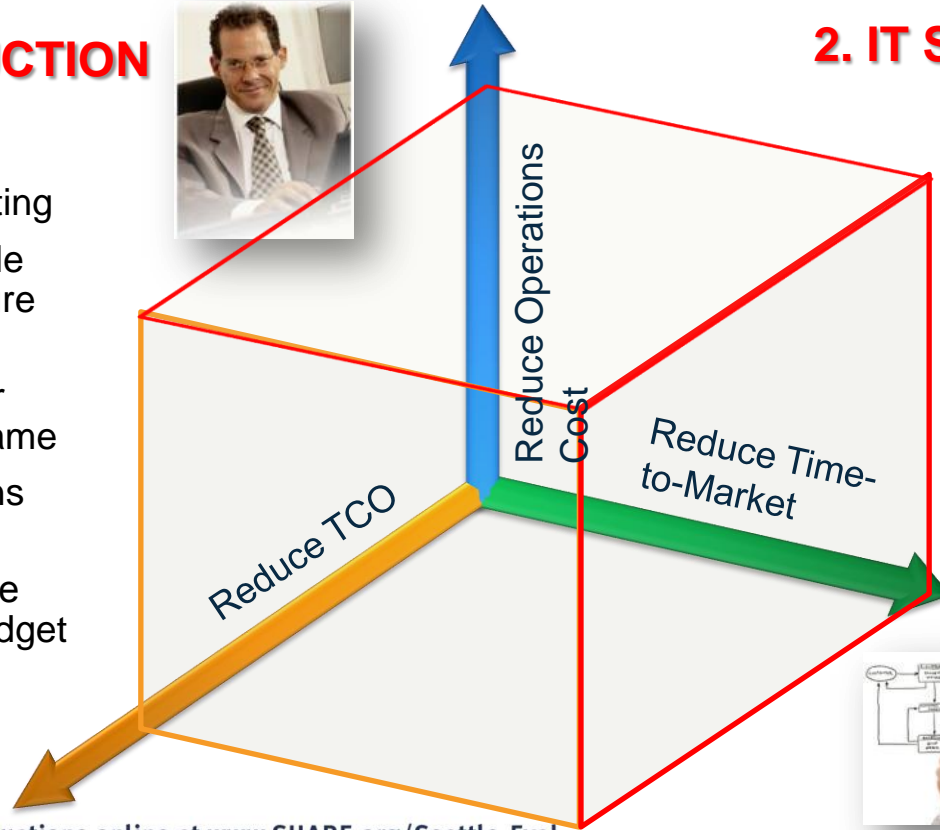 CTION
2. IT S
ting
le
re
r
ame
ns
e
dget
Reduce Operations
Cost
Reduce Time-
to-Market
Reduce TCO